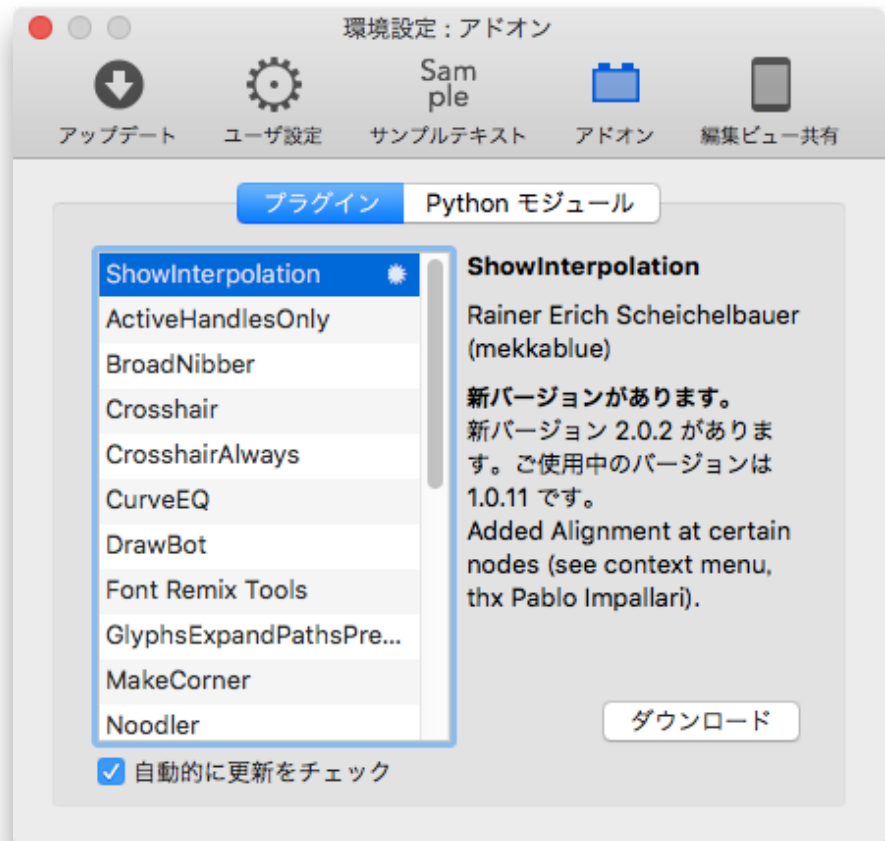 環境設定 : アドオン
Sam
ple
アップデート
ユーザ設定
サンプルテキスト
アドオン
編集ビュー共有
プラグイン
Python モジュール
ShowInterpolation
ActiveHandlesOnly
BroadNibber
Crosshair
CrosshairAlways
CurveEQ
DrawBot
Font Remix Tools
GlyphsExpandPathsPre...
MakeCorner
Noodler
自動的に更新をチェック
ShowInterpolation
Rainer Erich Scheichelbauer
(mekkablue)
新バージョンがあります。
新バージョン 2.0.2 がありま
す。ご使用中のバージョンは
1.0.11 です。
Added Alignment at certain
nodes (see context menu,
thx Pablo Impallari).
ダウンロード